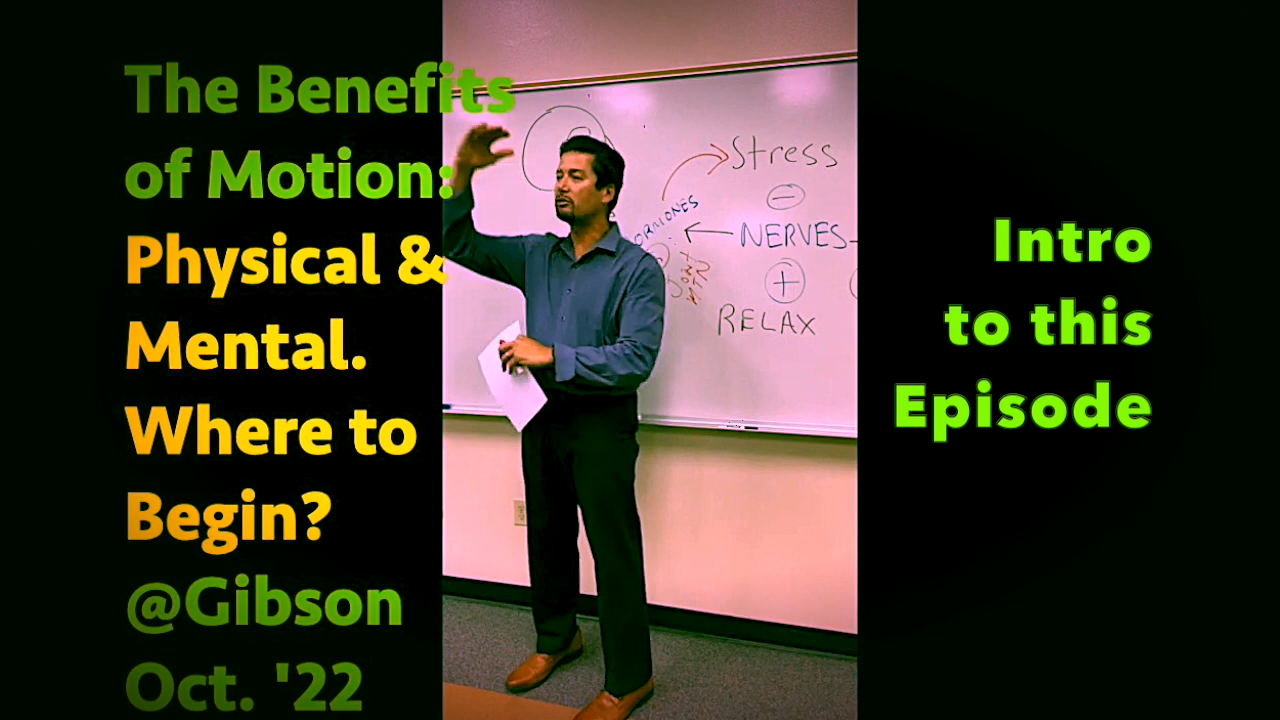 The Benefits
of Motion:
Physical &
Mental.
Where to
Begin?
@Gibson
Oct. '22
Stress
NERVES
RELAX
Intro
to this
Episode